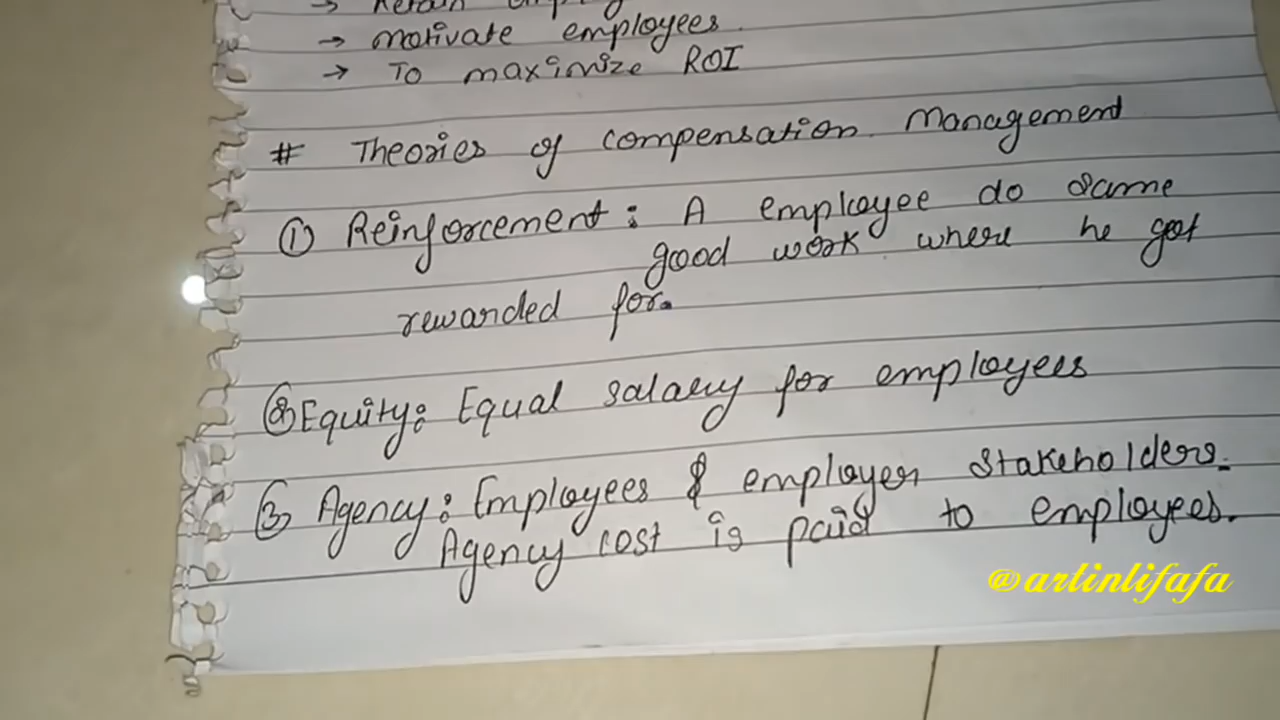 → Retain
→ motivate employees.
→ To maximize ROI
# Theories of compensation management
① Reinforcement: A employee do same
good work where he get
rewarded for.
② Equity: Equal salary for employees
③ Agency: Employees & employer stakeholders.
Agency cost is paid to employees.
@artinlifafa